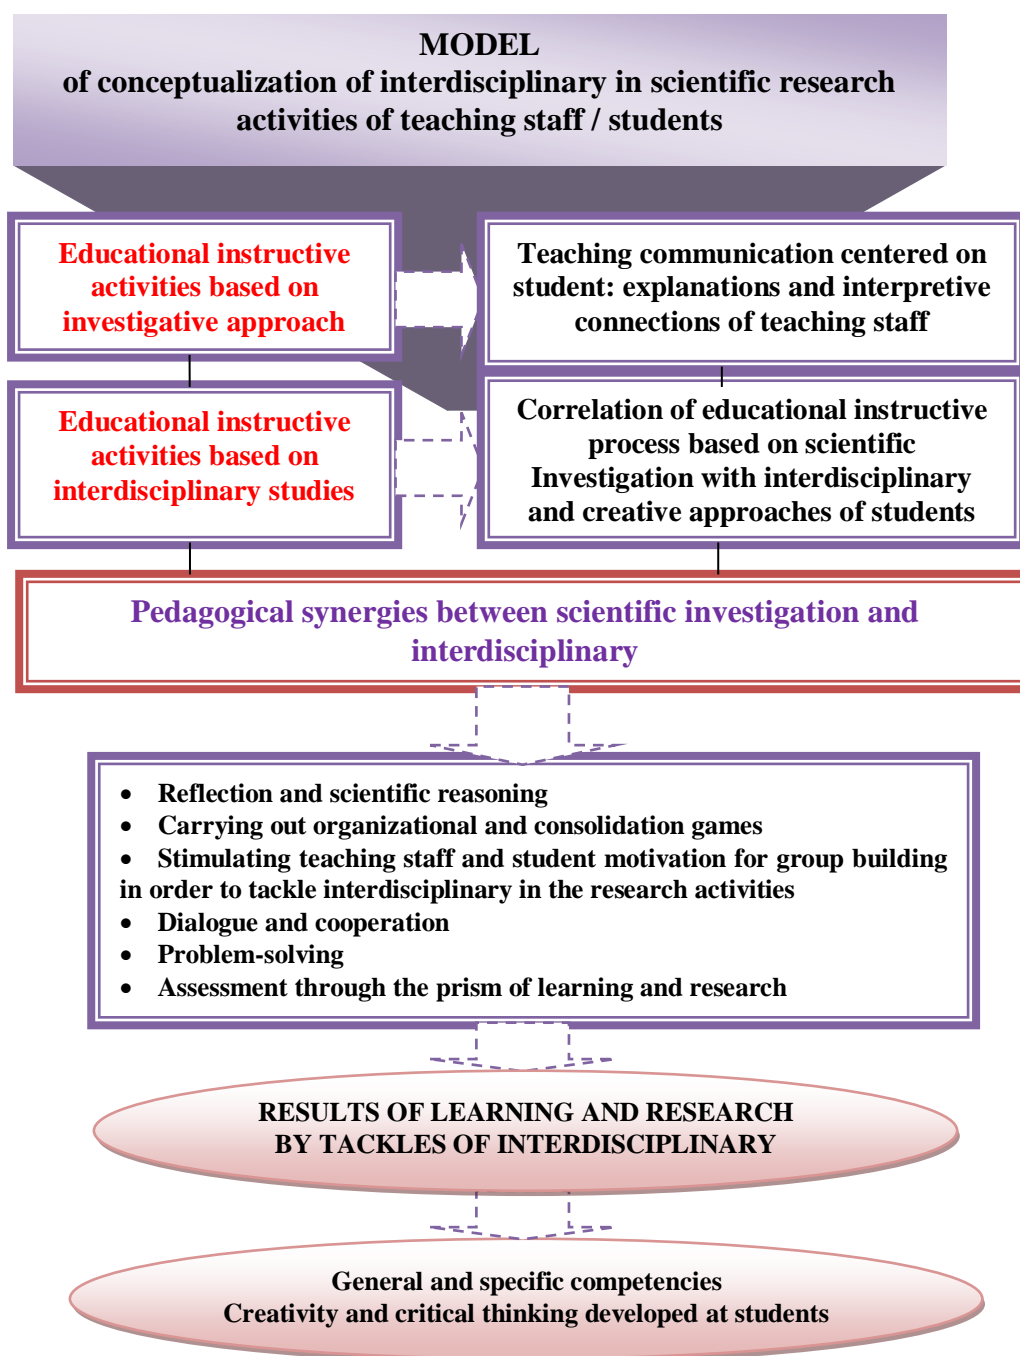 MODEL
of conceptualization of interdisciplinary in scientific research
activities of teaching staff / students
Educational instructive
activities based on
investigative approach
Teaching communication centered on
student: explanations and interpretive
connections of teaching staff
Educational instructive
activities based on
interdisciplinary studies
Correlation of educational instructive
process based on scientific
Investigation with interdisciplinary
and creative approaches of students
Pedagogical synergies between scientific investigation and
interdisciplinary
• Reflection and scientific reasoning
• Carrying out organizational and consolidation games
• Stimulating teaching staff and student motivation for group building
in order to tackle interdisciplinary in the research activities
• Dialogue and cooperation
• Problem-solving
• Assessment through the prism of learning and research
RESULTS OF LEARNING AND RESEARCH
BY TACKLES OF INTERDISCIPLINARY
General and specific competencies
Creativity and critical thinking developed at students